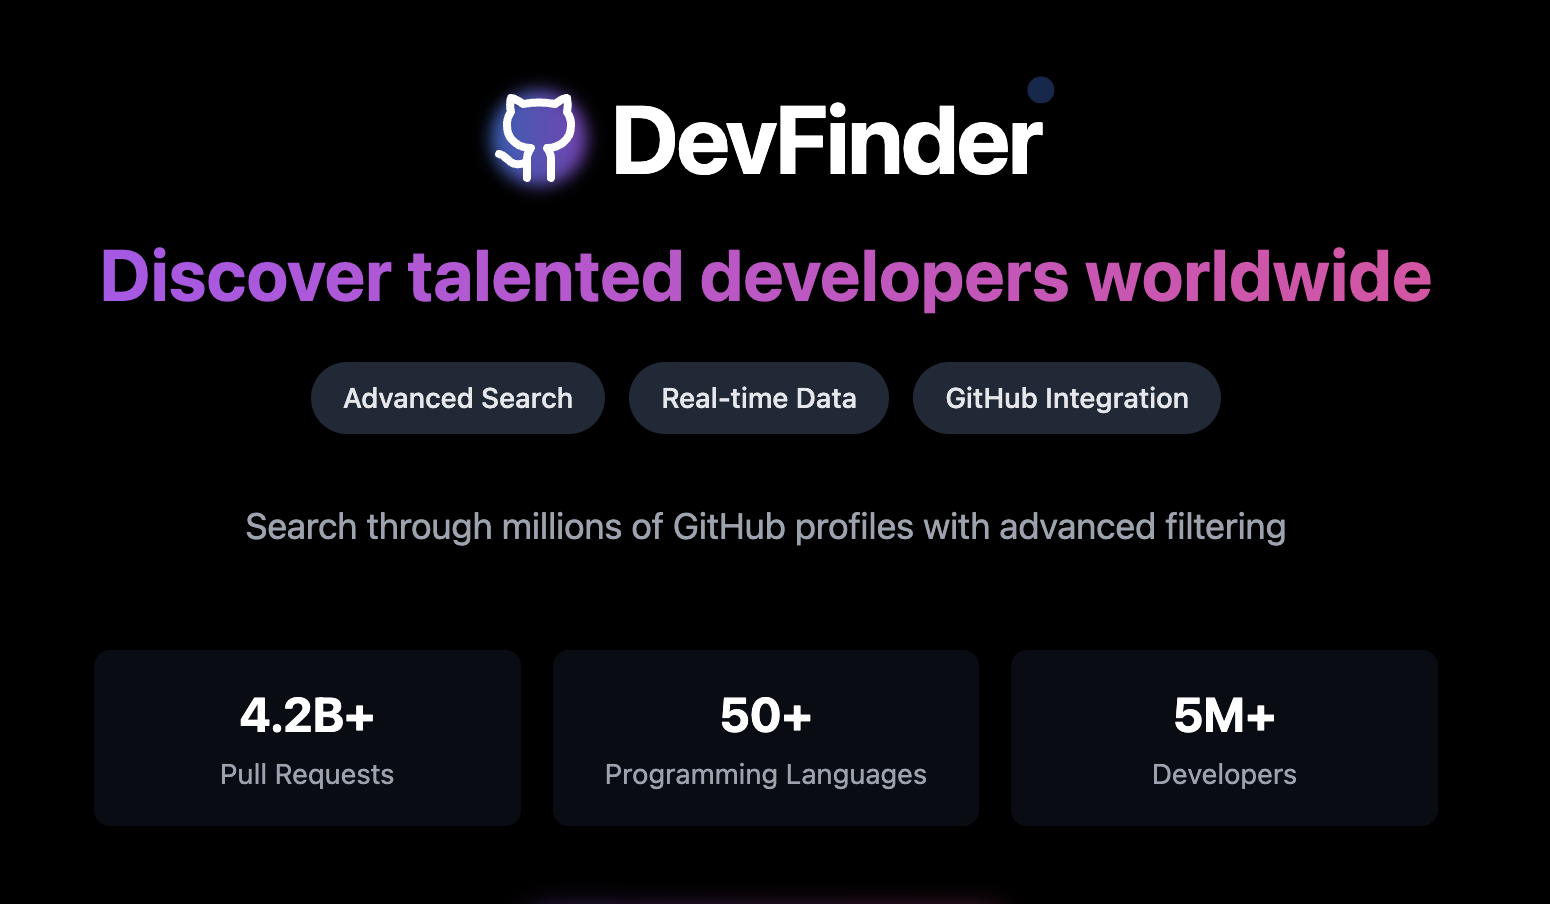 DevFinder
Discover talented developers worldwide
Advanced Search Real-time Data GitHub Integration
Search through millions of GitHub profiles with advanced filtering
4.2B+ 50+ 5M+
Pull Requests Programming Languages Developers